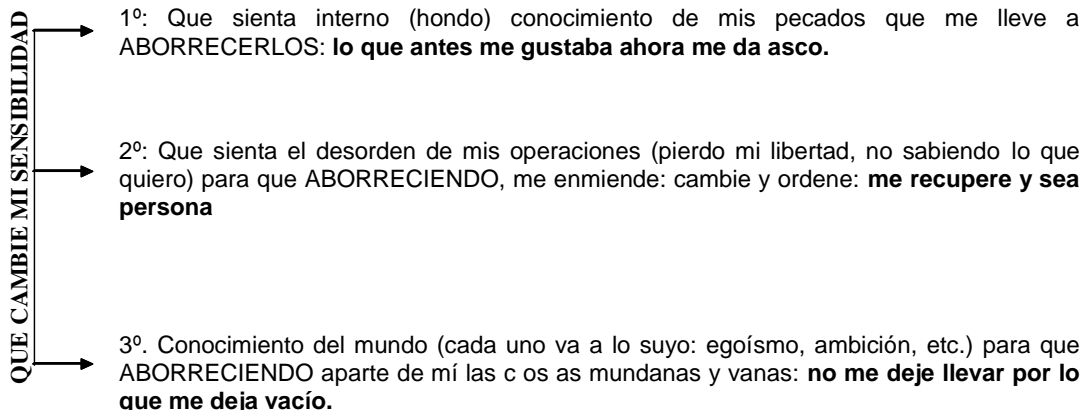 QUE CAMBIE MI SENSIBILIDAD
1º: Que sienta interno (hondo) conocimiento de mis pecados que me lleve a
ABORRECERLOS: lo que antes me gustaba ahora me da asco.
2º: Que sienta el desorden de mis operaciones (pierdo mi libertad, no sabiendo lo que
quiero) para que ABORRECIENDO, me enmiende: cambie y ordene: me recupere y sea
persona
3º. Conocimiento del mundo (cada uno va a lo suyo: egoísmo, ambición, etc.) para que
ABORRECIENDO aparte de mí las c os as mundanas y vanas: no me deje llevar por lo
que me deja vacío.